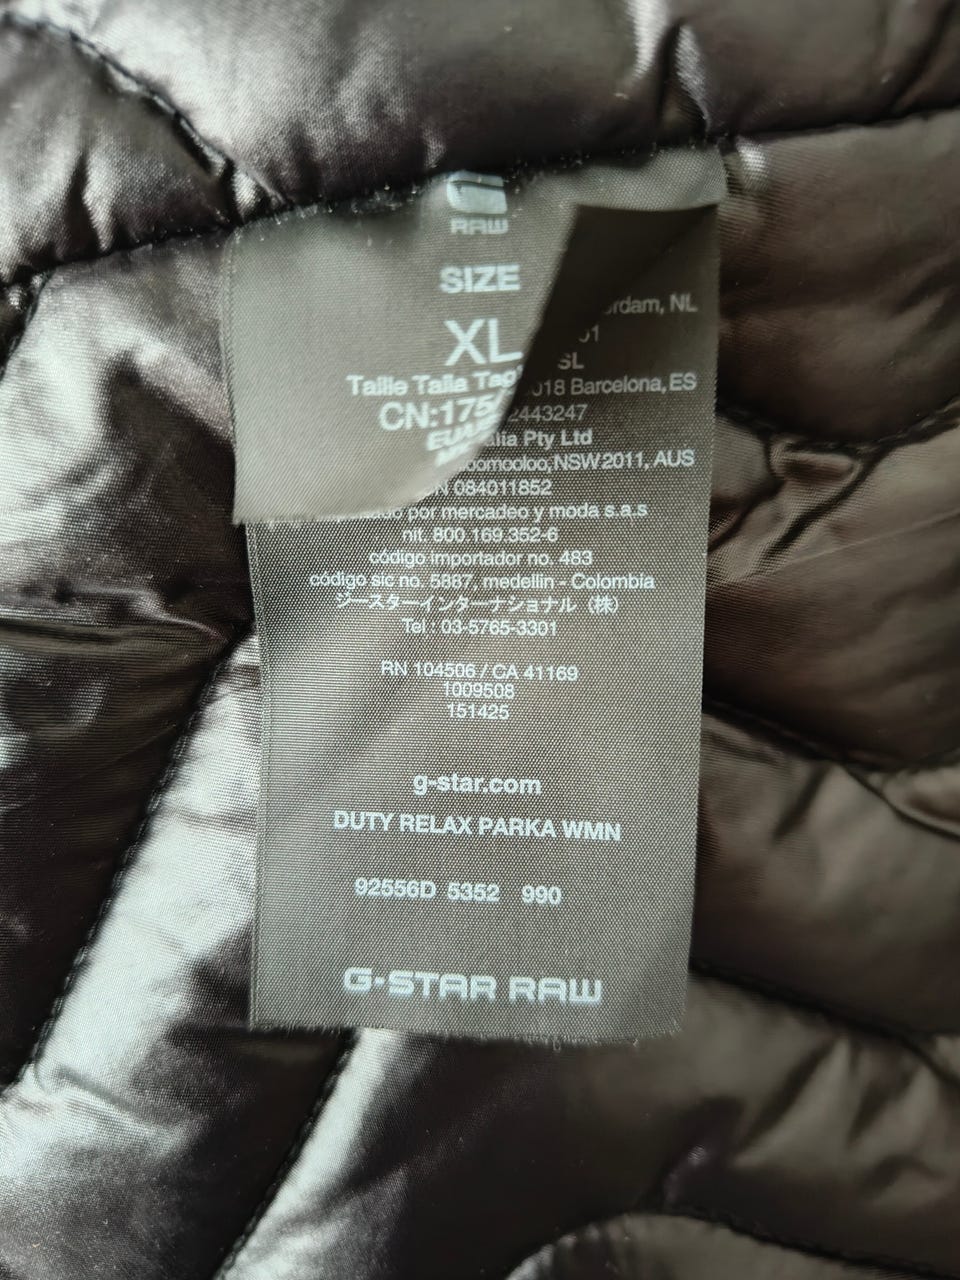 RAW
SIZE
XL
Taille Talla
CN:175
rdam, NL
01
SL
018 Barcelona, ES
2443247
alia Pty Ltd
oomooloo, NSW 2011, AUS
N 084011852
por mercadeo y moda s.a.s
nit. 800.169.352-6
código importador no. 483
código sic no. 5887, medellin - Colombia
ジースターインターナショナル（株）
Tel : 03-5765-3301
RN 104506 / CA 41169
1009508
151425
g-star.com
DUTY RELAX PARKA WMN
92556D 5352 990
G-STAR RAW